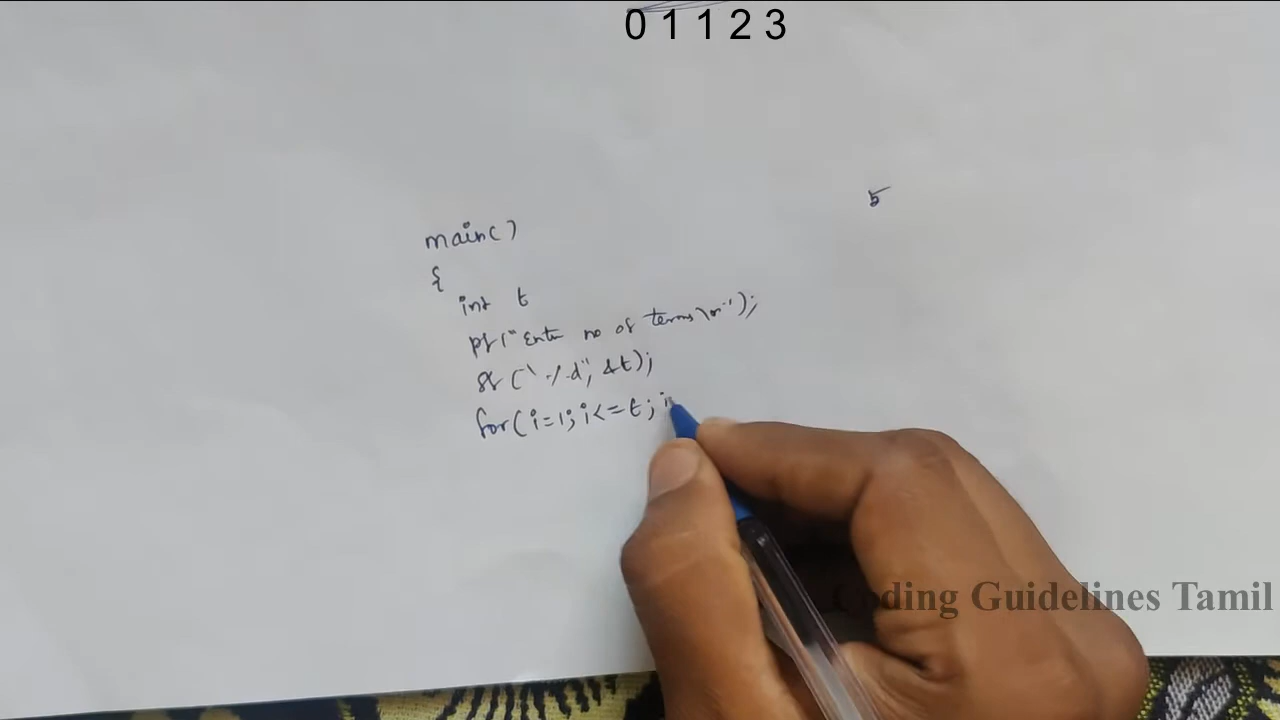 0 1 1 2 3
5
main()
{
int t
pf("Enter no of terms\n");
sf("%d", &t);
for(i=1; i<=t; i
Coding Guidelines Tamil